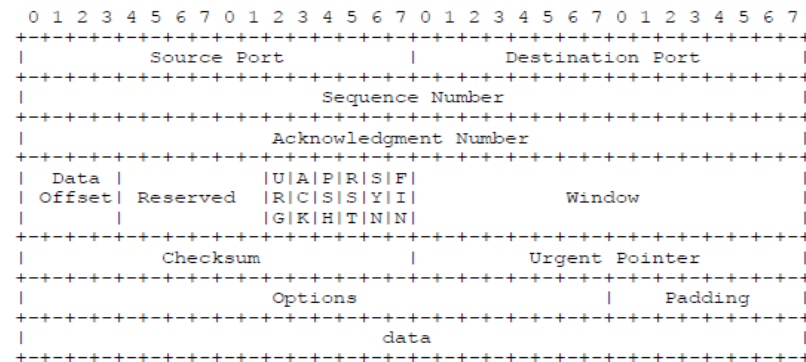 0 1 2 3 4 5 6 7 0 1 2 3 4 5 6 7 0 1 2 3 4 5 6 7 0 1 2 3 4 5 6 7
+-+-+-+-+-+-+-+-+-+-+-+-+-+-+-+-+-+-+-+-+-+-+-+-+-+-+-+-+-+-+-+-+
| Source Port | Destination Port |
+-+-+-+-+-+-+-+-+-+-+-+-+-+-+-+-+-+-+-+-+-+-+-+-+-+-+-+-+-+-+-+-+
| Sequence Number |
+-+-+-+-+-+-+-+-+-+-+-+-+-+-+-+-+-+-+-+-+-+-+-+-+-+-+-+-+-+-+-+-+
| Acknowledgment Number |
+-+-+-+-+-+-+-+-+-+-+-+-+-+-+-+-+-+-+-+-+-+-+-+-+-+-+-+-+-+-+-+-+
| Data | |U|A|P|R|S|F| |
| Offset| Reserved |R|C|S|S|Y|I| Window |
| | |G|K|H|T|N|N| |
+-+-+-+-+-+-+-+-+-+-+-+-+-+-+-+-+-+-+-+-+-+-+-+-+-+-+-+-+-+-+-+-+
| Checksum | Urgent Pointer |
+-+-+-+-+-+-+-+-+-+-+-+-+-+-+-+-+-+-+-+-+-+-+-+-+-+-+-+-+-+-+-+-+
| Options | Padding |
+-+-+-+-+-+-+-+-+-+-+-+-+-+-+-+-+-+-+-+-+-+-+-+-+-+-+-+-+-+-+-+-+
| data |
+-+-+-+-+-+-+-+-+-+-+-+-+-+-+-+-+-+-+-+-+-+-+-+-+-+-+-+-+-+-+-+-+